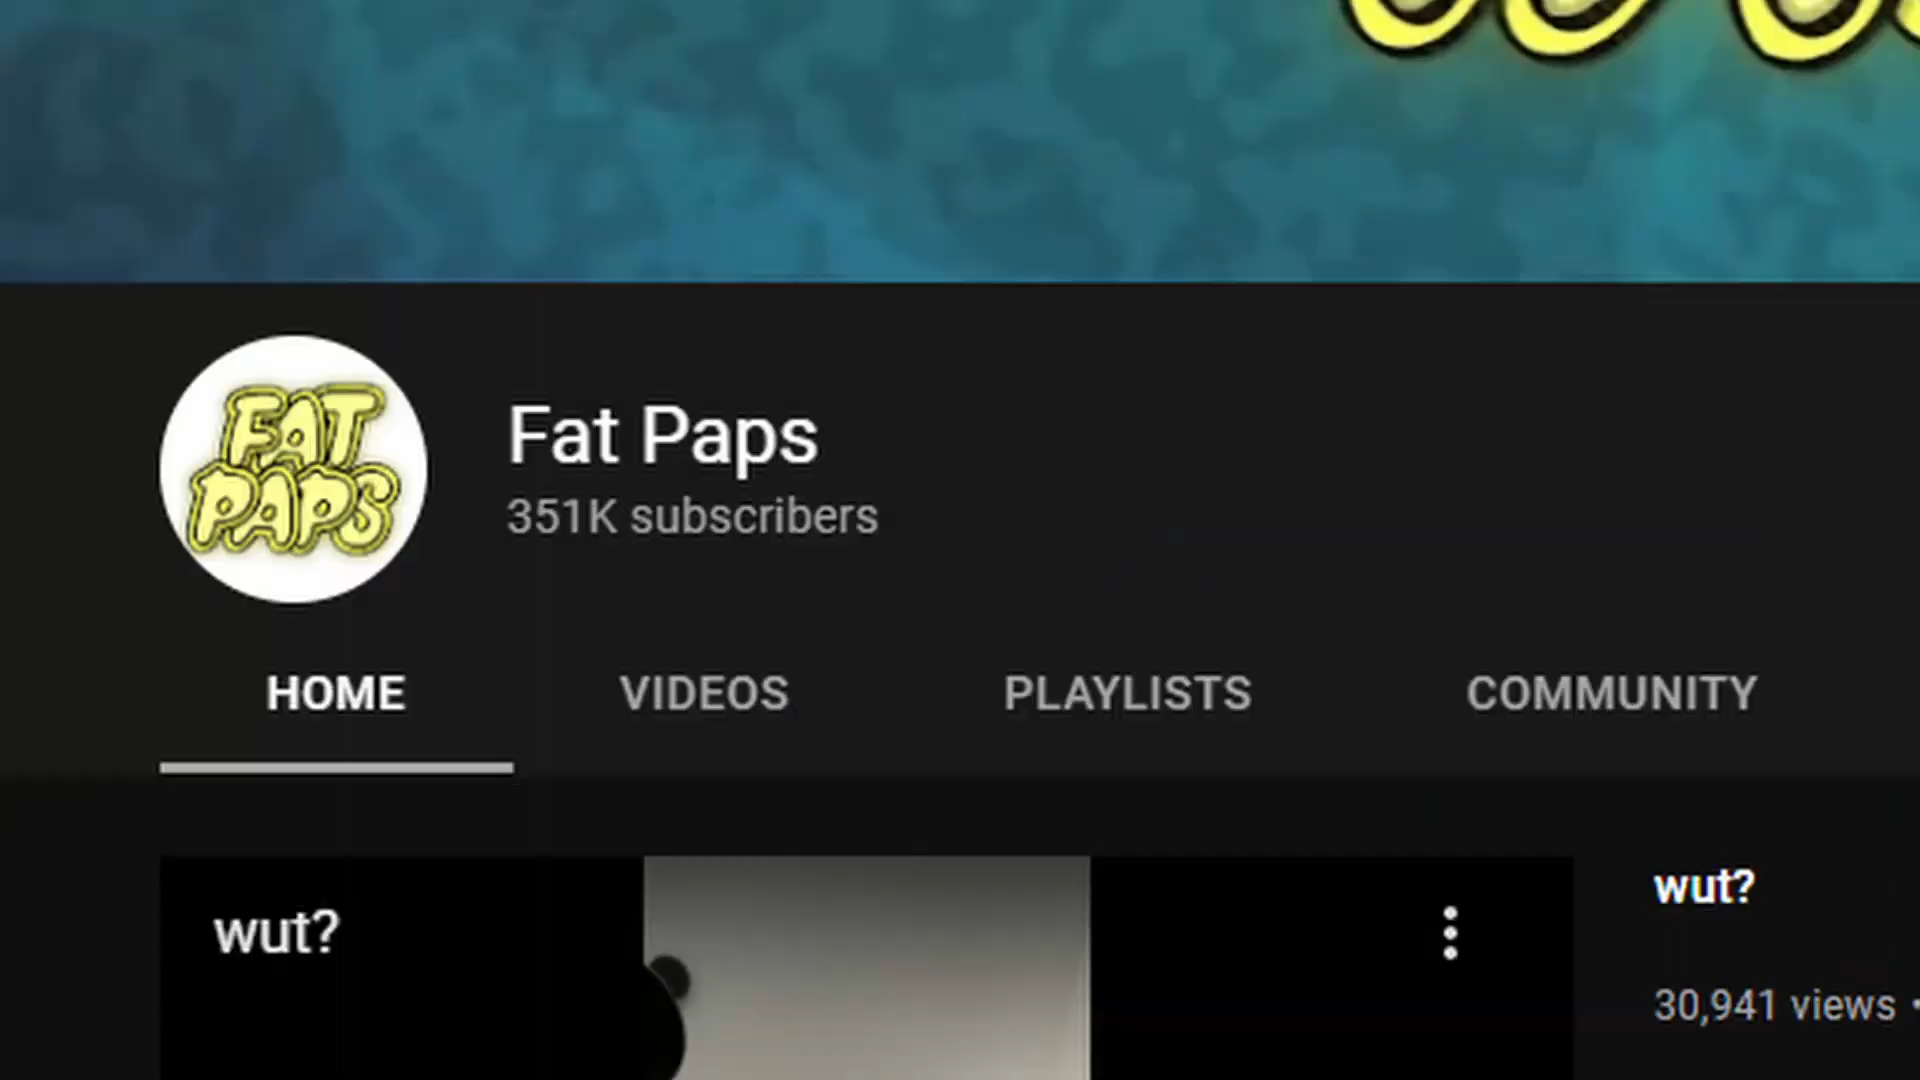 FAT
PAPS
Fat Paps
351K subscribers
HOME VIDEOS PLAYLISTS COMMUNITY
wut?
wut?
30,941 views •